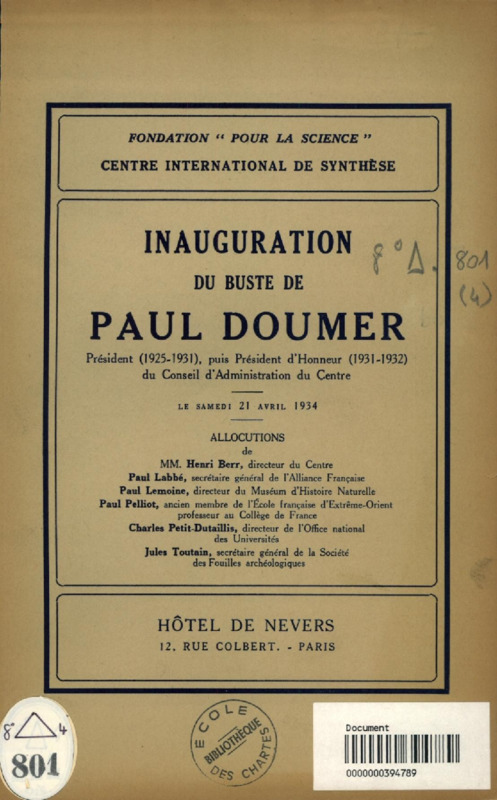 FONDATION “ POUR LA SCIENCE ”
CENTRE INTERNATIONAL DE SYNTHÈSE
INAUGURATION
DU BUSTE DE
PAUL DOUMER
Président (1925-1931), puis Président d'Honneur (1931-1932)
du Conseil d'Administration du Centre
LE SAMEDI 21 AVRIL 1934
ALLOCUTIONS
de
MM. Henri Berr, directeur du Centre
Paul Labbé, secrétaire général de l'Alliance Française
Paul Lemoine, directeur du Muséum d'Histoire Naturelle
Paul Pelliot, ancien membre de l'École française d'Extrême-Orient
professeur au Collège de France
Charles Petit-Dutaillis, directeur de l'Office national
des Universités
Jules Toutain, secrétaire général de la Société
des Fouilles archéologiques
HÔTEL DE NEVERS
12, RUE COLBERT. - PARIS
8° Δ. 801
(4)
8 Δ 4
801
ÉCOLE
BIBLIOTHÈQUE
DES CHARTES
Document
0000000394789